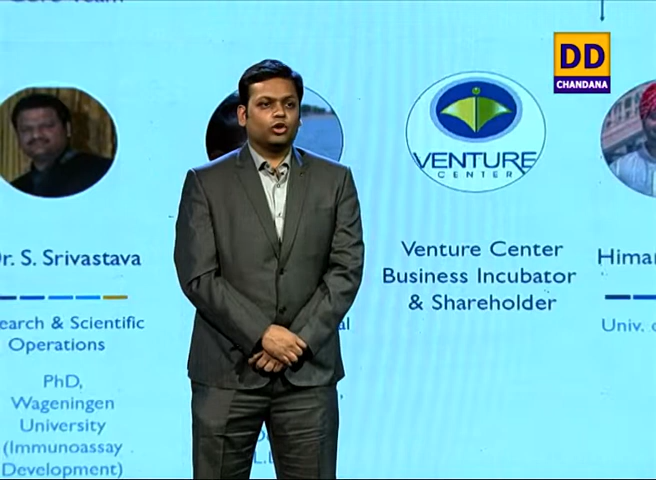 DD
CHANDANA
VENTURE
CENTER
r. S. Srivastava
earch & Scientific
Operations
PhD,
Wageningen
University
(Immunoassay
Development)
Venture Center
Business Incubator
& Shareholder
Himan
Univ.